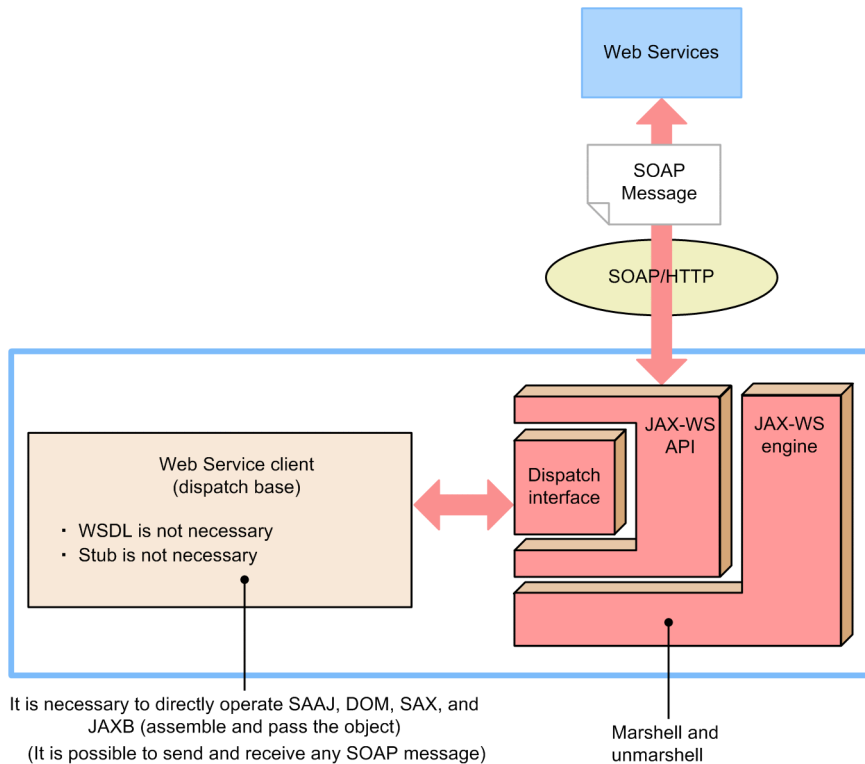 Web Services
SOAP
Message
SOAP/HTTP
JAX-WS
API
JAX-WS
engine
Dispatch
interface
Web Service client
(dispatch base)
・ WSDL is not necessary
・ Stub is not necessary
It is necessary to directly operate SAAJ, DOM, SAX, and
JAXB (assemble and pass the object)
(It is possible to send and receive any SOAP message)
Marshell and
unmarshell